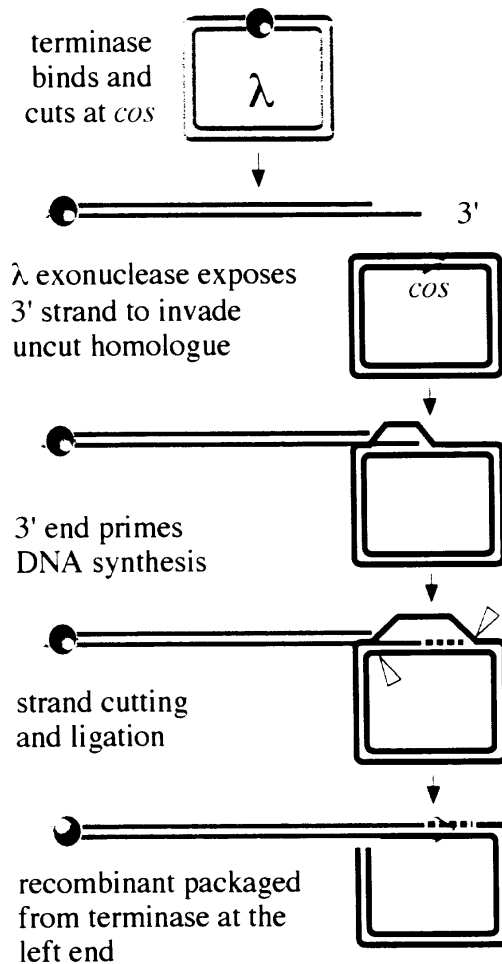 terminase
binds and
cuts at cos
λ
3'
λ exonuclease exposes
3' strand to invade
uncut homologue
cos
3' end primes
DNA synthesis
strand cutting
and ligation
recombinant packaged
from terminase at the
left end